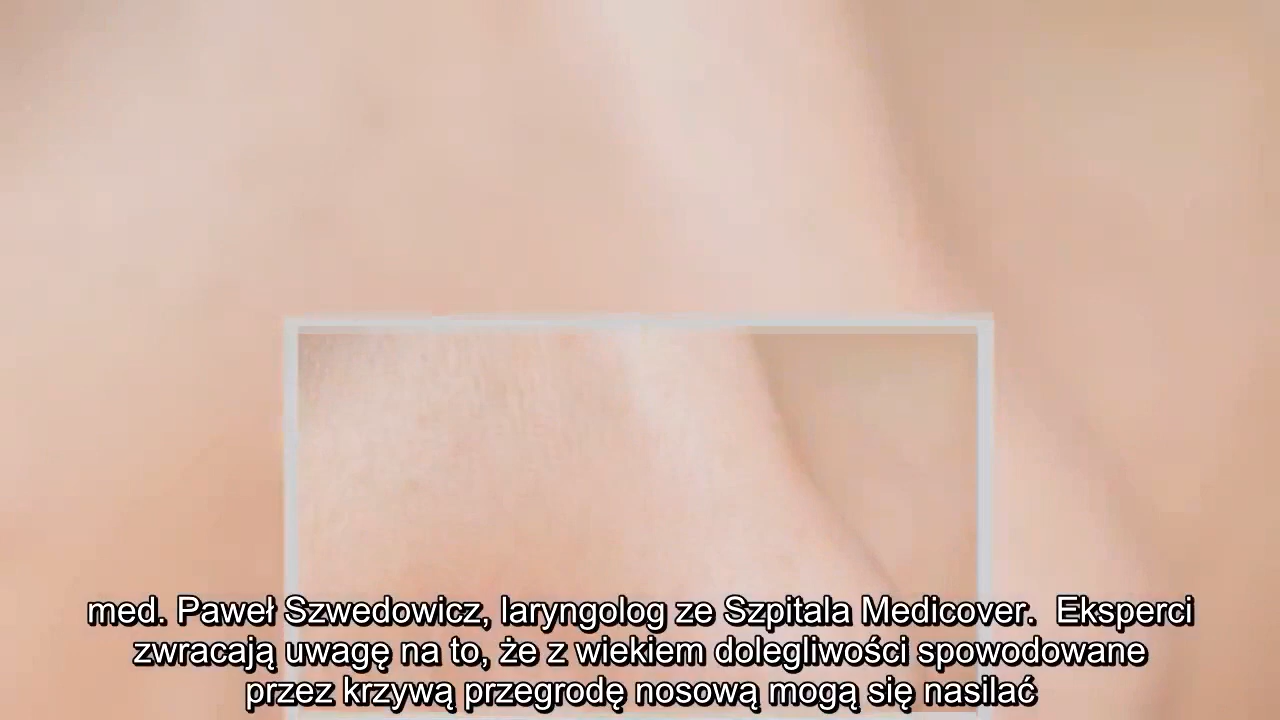 med. Paweł Szwedowicz, laryngolog ze Szpitala Medicover.  Eksperci
zwracają uwagę na to, że z wiekiem dolegliwości spowodowane
przez krzywą przegrodę nosową mogą się nasilać